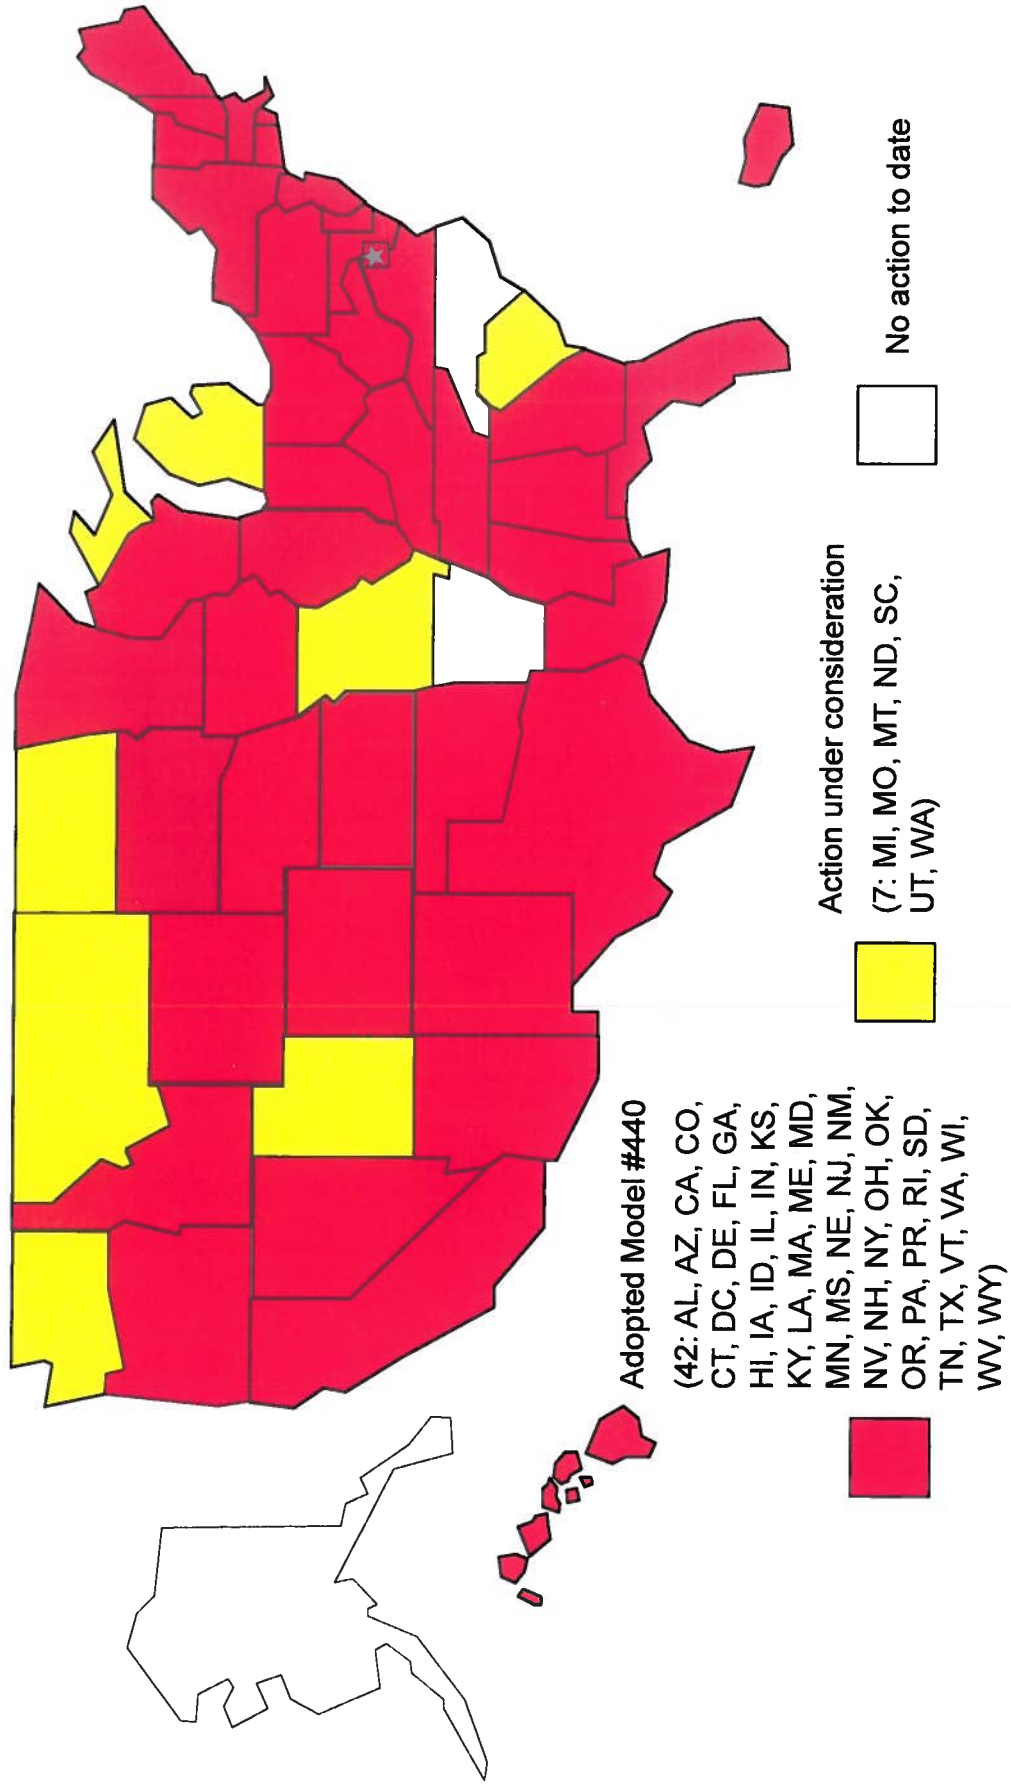 Adopted Model #440
(42: AL, AZ, CA, CO,
CT, DC, DE, FL, GA,
HI, IA, ID, IL, IN, KS,
KY, LA, MA, ME, MD,
MN, MS, NE, NJ, NM,
NV, NH, NY, OH, OK,
OR, PA, PR, RI, SD,
TN, TX, VT, VA, WI,
WV, WY)
Action under consideration
(7: MI, MO, MT, ND, SC,
UT, WA)
No action to date